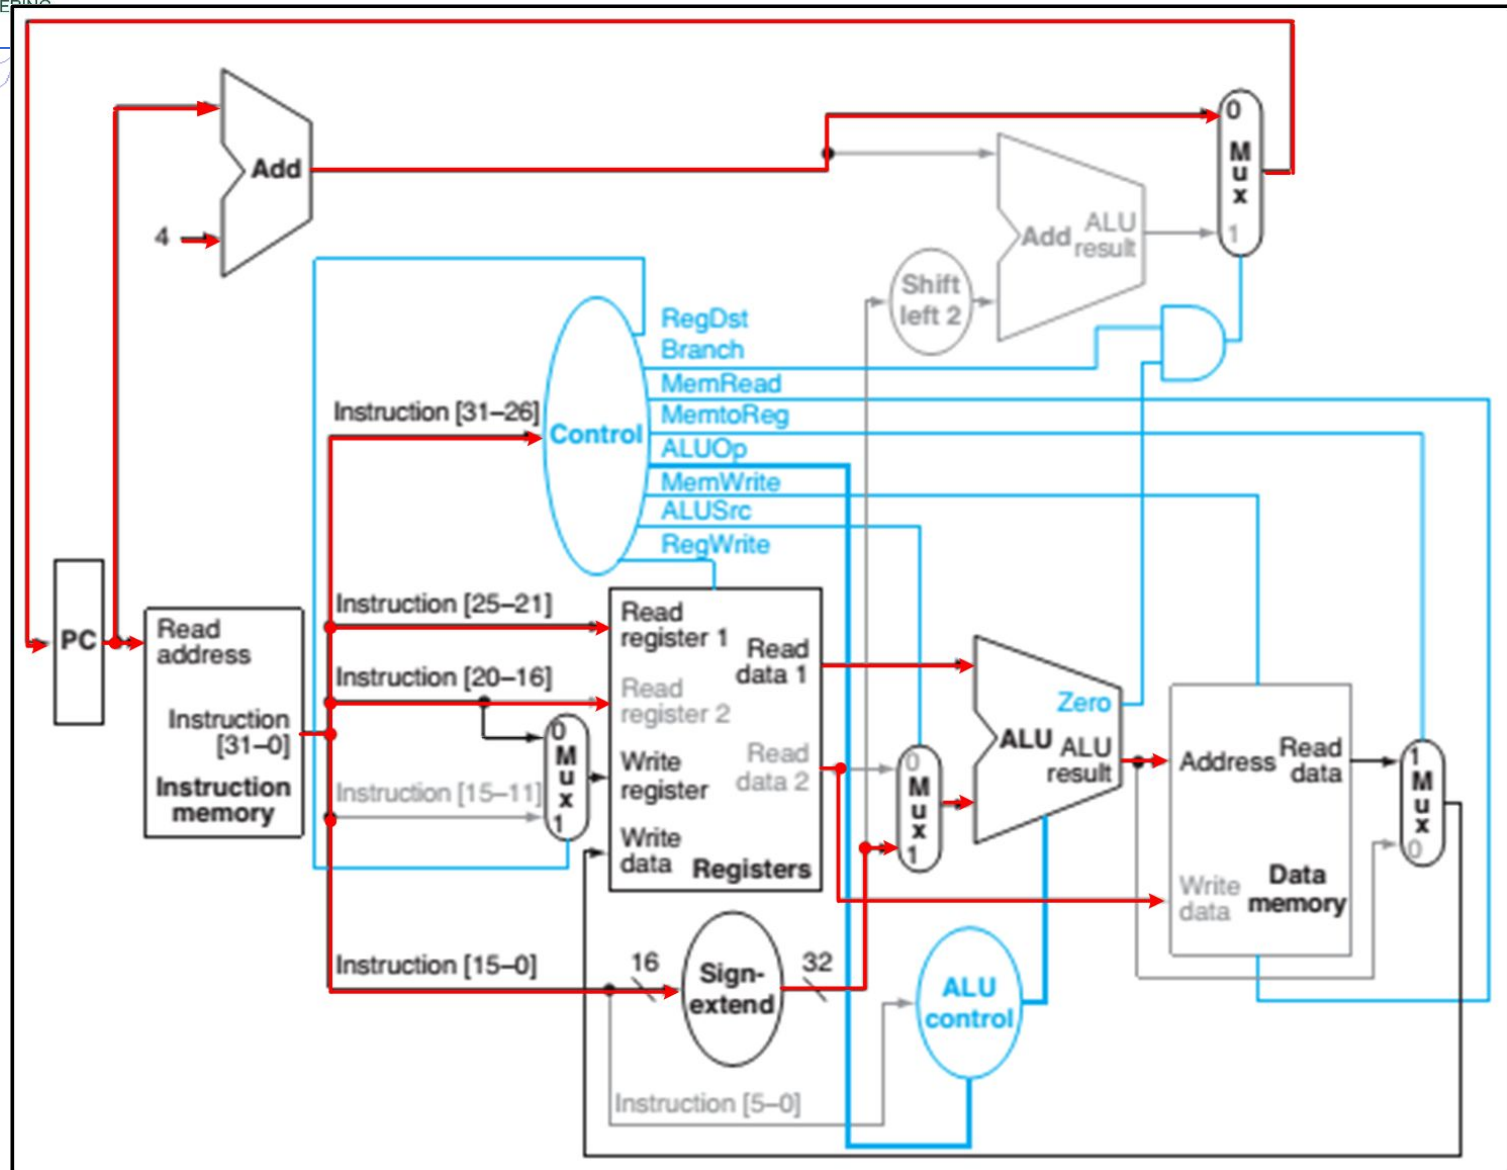 0
M
u
x
1
Add
4
Add
ALU
result
Shift
left 2
RegDst
Branch
MemRead
MemtoReg
ALUOp
MemWrite
ALUSrc
RegWrite
Instruction [31–26]
Control
PC
Read
address
Instruction
[31–0]
Instruction
memory
Instruction [25–21]
Instruction [20–16]
Instruction [15–11]
0
M
u
x
1
Read
register 1
Read
register 2
Write
register
Write
data
Read
data 1
Read
data 2
Registers
0
M
u
x
1
Zero
ALU
ALU
result
Address
Read
data
Write
data
Data
memory
1
M
u
x
0
Instruction [15–0]
16
Sign-
extend
32
ALU
control
Instruction [5–0]